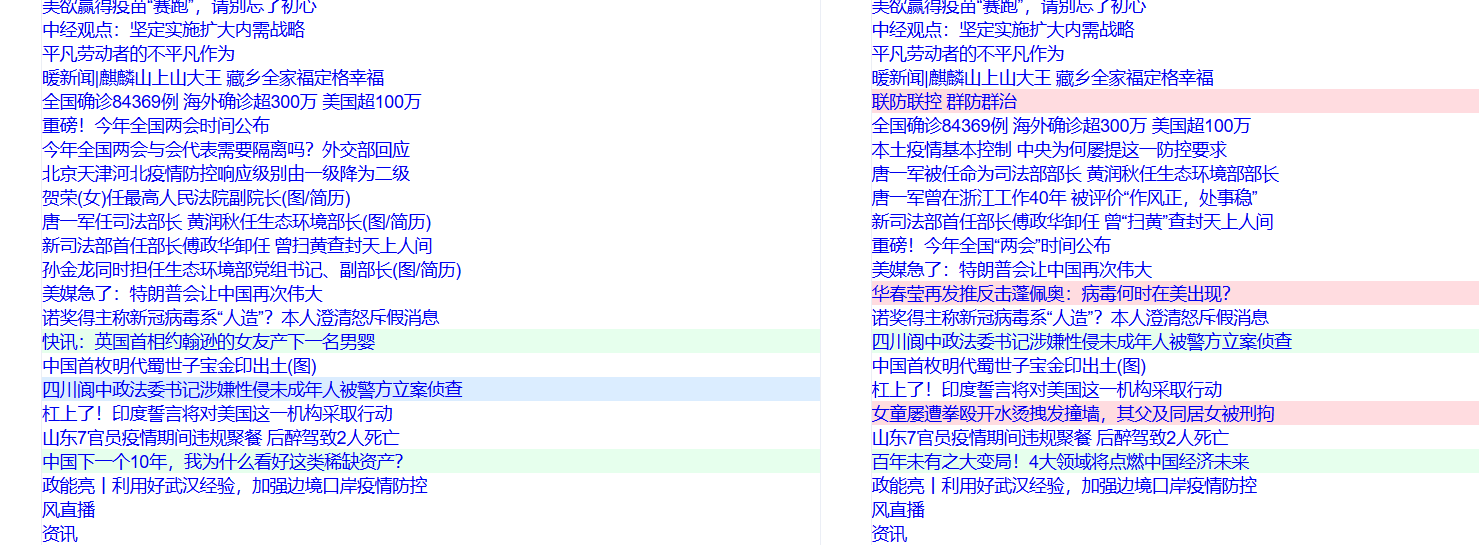 美欲赢得疫苗“赛跑”，请别忘了初心
中经观点：坚定实施扩大内需战略
平凡劳动者的不平凡作为
暖新闻|麒麟山上山大王 藏乡全家福定格幸福
全国确诊84369例 海外确诊超300万 美国超100万
重磅！今年全国两会时间公布
今年全国两会与会代表需要隔离吗？外交部回应
北京天津河北疫情防控响应级别由一级降为二级
贺荣(女)任最高人民法院副院长(图/简历)
唐一军任司法部长 黄润秋任生态环境部长(图/简历)
新司法部首任部长傅政华卸任 曾扫黄查封天上人间
孙金龙同时担任生态环境部党组书记、副部长(图/简历)
美媒急了：特朗普会让中国再次伟大
诺奖得主称新冠病毒系“人造”？本人澄清怒斥假消息
快讯：英国首相约翰逊的女友产下一名男婴
中国首枚明代蜀世子宝金印出土(图)
四川阆中政法委书记涉嫌性侵未成年人被警方立案侦查
杠上了！印度誓言将对美国这一机构采取行动
山东7官员疫情期间违规聚餐 后醉驾致2人死亡
中国下一个10年，我为什么看好这类稀缺资产？
政能亮丨利用好武汉经验，加强边境口岸疫情防控
风直播
资讯
美欲赢得疫苗“赛跑”，请别忘了初心
中经观点：坚定实施扩大内需战略
平凡劳动者的不平凡作为
暖新闻|麒麟山上山大王 藏乡全家福定格幸福
联防联控 群防群治
全国确诊84369例 海外确诊超300万 美国超100万
本土疫情基本控制 中央为何屡提这一防控要求
唐一军被任命为司法部部长 黄润秋任生态环境部部长
唐一军曾在浙江工作40年 被评价“作风正，处事稳”
新司法部首任部长傅政华卸任 曾“扫黄”查封天上人间
重磅！今年全国“两会”时间公布
美媒急了：特朗普会让中国再次伟大
华春莹再发推反击蓬佩奥：病毒何时在美出现？
诺奖得主称新冠病毒系“人造”？本人澄清怒斥假消息
四川阆中政法委书记涉嫌性侵未成年人被警方立案侦查
中国首枚明代蜀世子宝金印出土(图)
杠上了！印度誓言将对美国这一机构采取行动
女童屡遭拳殴开水烫拽发撞墙，其父及同居女被刑拘
山东7官员疫情期间违规聚餐 后醉驾致2人死亡
百年未有之大变局！4大领域将点燃中国经济未来
政能亮丨利用好武汉经验，加强边境口岸疫情防控
风直播
资讯